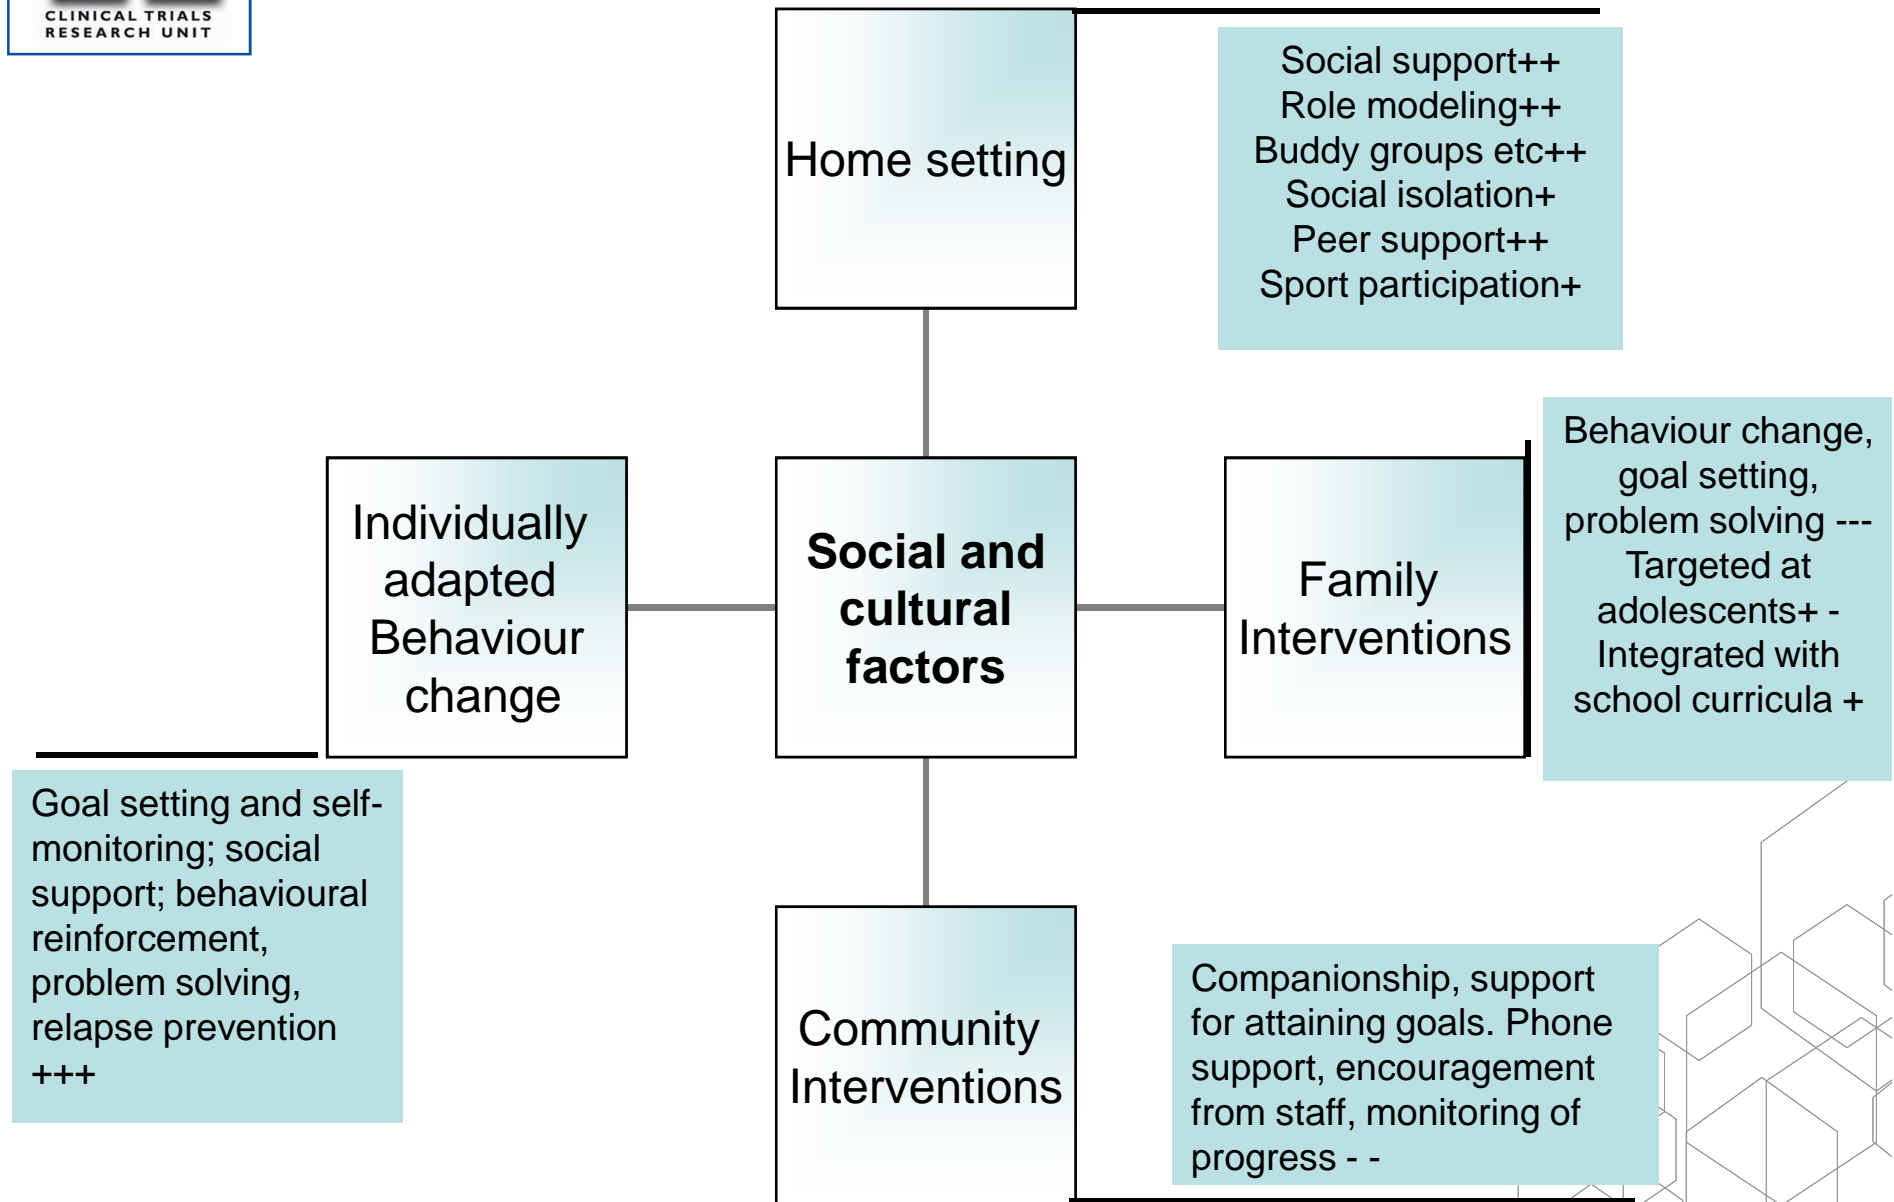 CLINICAL TRIALS
RESEARCH UNIT
Home setting
Social support++
Role modeling++
Buddy groups etc++
Social isolation+
Peer support++
Sport participation+
Individually
adapted
Behaviour
change
Social and
cultural
factors
Family
Interventions
Behaviour change,
goal setting,
problem solving ---
Targeted at
adolescents+ -
Integrated with
school curricula +
Goal setting and self-
monitoring; social
support; behavioural
reinforcement,
problem solving,
relapse prevention
+++
Community
Interventions
Companionship, support
for attaining goals. Phone
support, encouragement
from staff, monitoring of
progress - -